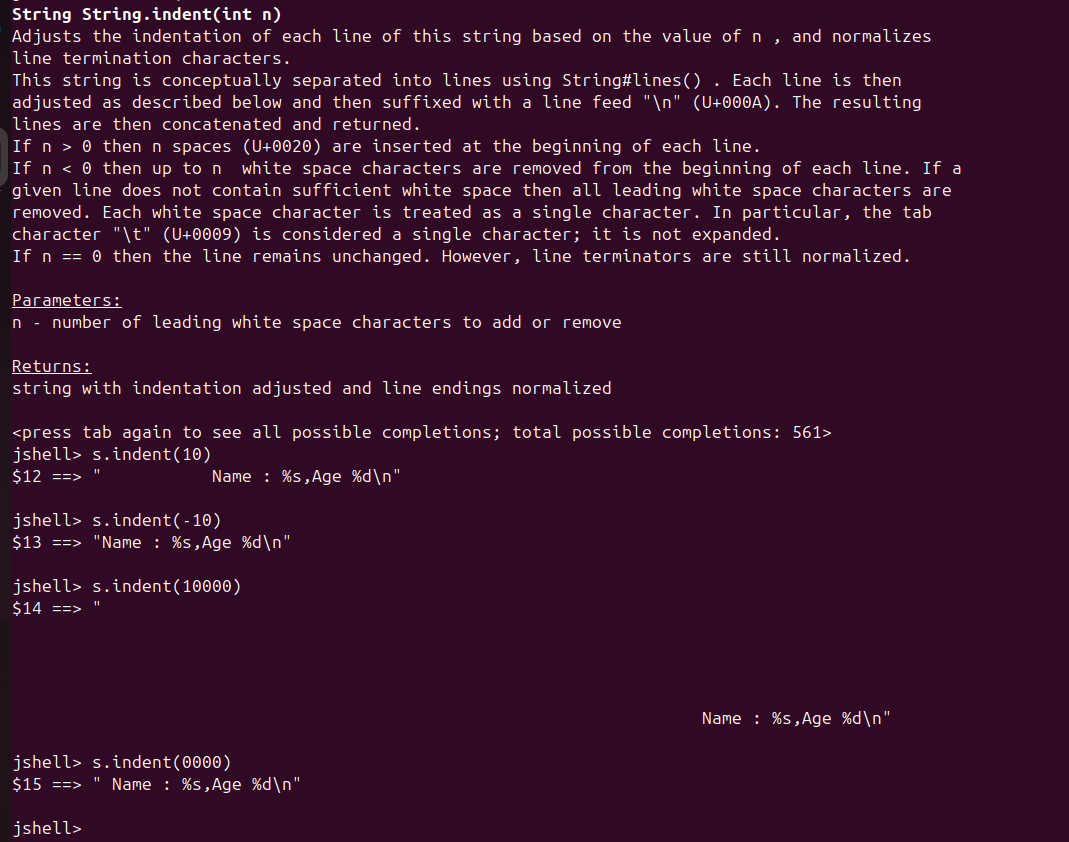 String String.indent(int n)
Adjusts the indentation of each line of this string based on the value of n , and normalizes
line termination characters.
This string is conceptually separated into lines using String#lines() . Each line is then
adjusted as described below and then suffixed with a line feed "\n" (U+000A). The resulting
lines are then concatenated and returned.
If n > 0 then n spaces (U+0020) are inserted at the beginning of each line.
If n < 0 then up to n  white space characters are removed from the beginning of each line. If a
given line does not contain sufficient white space then all leading white space characters are
removed. Each white space character is treated as a single character. In particular, the tab
character "\t" (U+0009) is considered a single character; it is not expanded.
If n == 0 then the line remains unchanged. However, line terminators are still normalized.
Parameters:
n - number of leading white space characters to add or remove
Returns:
string with indentation adjusted and line endings normalized
<press tab again to see all possible completions; total possible completions: 561>
jshell> s.indent(10)
$12 ==> "           Name : %s,Age %d\n"
jshell> s.indent(-10)
$13 ==> "Name : %s,Age %d\n"
jshell> s.indent(10000)
$14 ==> "
Name : %s,Age %d\n"
jshell> s.indent(0000)
$15 ==> " Name : %s,Age %d\n"
jshell>